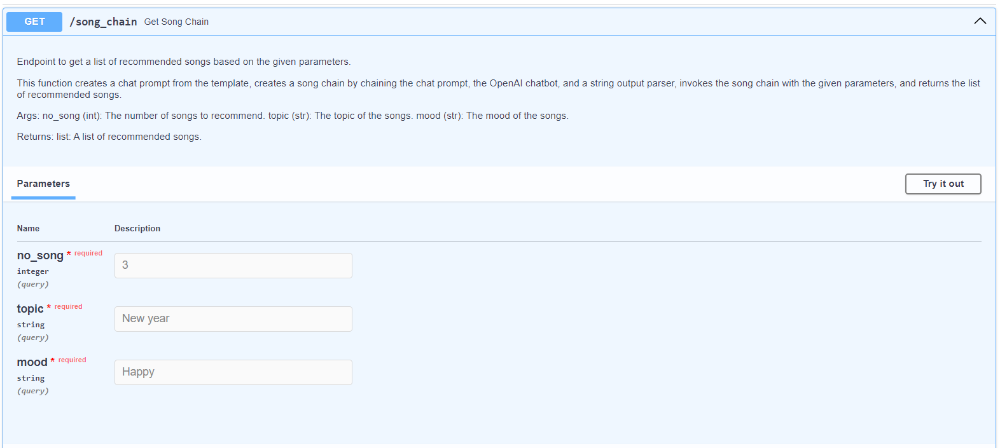 GET /song_chain Get Song Chain
Endpoint to get a list of recommended songs based on the given parameters.
This function creates a chat prompt from the template, creates a song chain by chaining the chat prompt, the OpenAI chatbot, and a string output parser, invokes the song chain with the given parameters, and returns the list
of recommended songs.
Args: no_song (int): The number of songs to recommend. topic (str): The topic of the songs. mood (str): The mood of the songs.
Returns: list: A list of recommended songs.
Parameters Try it out
Name Description
no_song * required
integer
(query)
3
topic * required
string
(query)
New year
mood * required
string
(query)
Happy